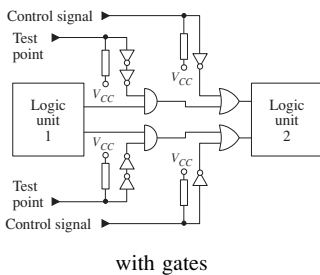 Control signal
Test
point
V_CC
V_CC
Logic
unit
1
Logic
unit
2
V_CC
V_CC
Test
point
Control signal
with gates